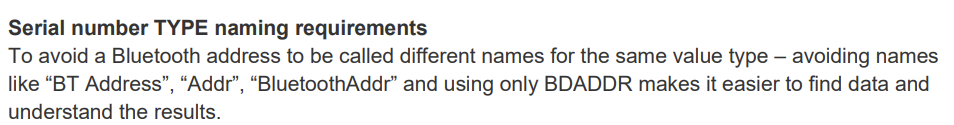 Serial number TYPE naming requirements
To avoid a Bluetooth address to be called different names for the same value type – avoiding names
like “BT Address”, “Addr”, “BluetoothAddr” and using only BDADDR makes it easier to find data and
understand the results.